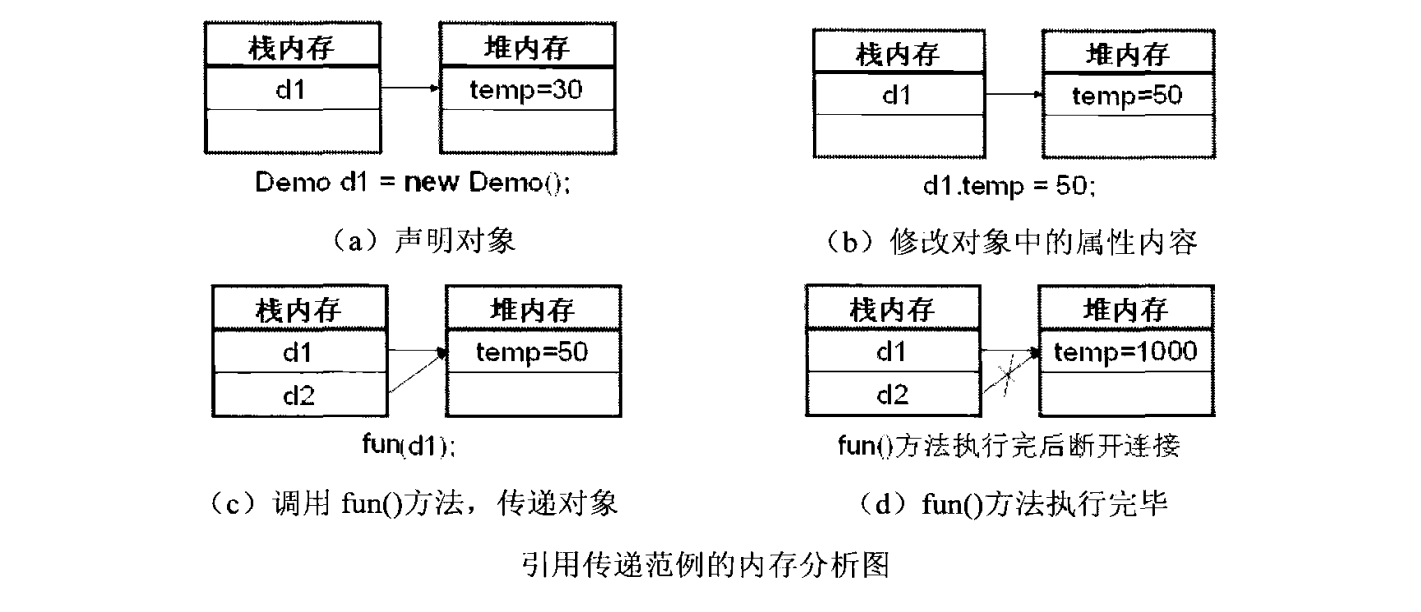 栈内存 堆内存
d1 temp=30
Demo d1 = new Demo();
（a）声明对象
栈内存 堆内存
d1 temp=50
d1.temp = 50;
（b）修改对象中的属性内容
栈内存 堆内存
d1 temp=50
d2
fun(d1);
（c）调用 fun()方法，传递对象
栈内存 堆内存
d1 temp=1000
d2
fun()方法执行完后断开连接
（d）fun()方法执行完毕
引用传递范例的内存分析图